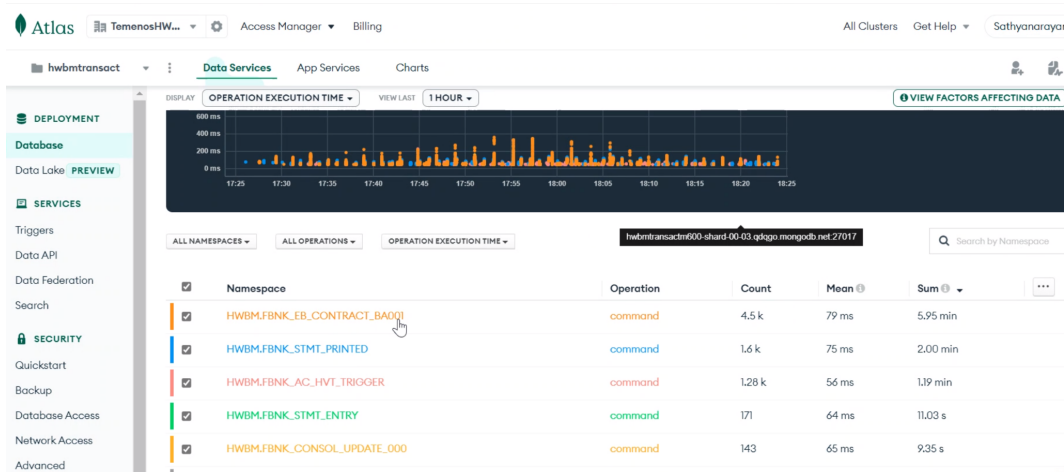 Atlas TemenosHW... Access Manager Billing All Clusters Get Help Sathyanarayan
hwbmtransact Data Services App Services Charts
DISPLAY OPERATION EXECUTION TIME VIEW LAST 1 HOUR VIEW FACTORS AFFECTING DATA
DEPLOYMENT
Database
Data Lake PREVIEW
SERVICES
Triggers
Data API
Data Federation
Search
SECURITY
Quickstart
Backup
Database Access
Network Access
Advanced
600 ms
400 ms
200 ms
0 ms
17:25 17:30 17:35 17:40 17:45 17:50 17:55 18:00 18:05 18:10 18:15 18:20 18:25
hwbmtransactm600-shard-00-03.qdqgo.mongodb.net:27017
ALL NAMESPACES ALL OPERATIONS OPERATION EXECUTION TIME Search by Namespace
Namespace Operation Count Mean Sum
HWBM.FBNK_EB_CONTRACT_BA001 command 4.5 k 79 ms 5.95 min
HWBM.FBNK_STMT_PRINTED command 1.6 k 75 ms 2.00 min
HWBM.FBNK_AC_HVT_TRIGGER command 1.28 k 56 ms 1.19 min
HWBM.FBNK_STMT_ENTRY command 171 64 ms 11.03 s
HWBM.FBNK_CONSOL_UPDATE_000 command 143 65 ms 9.35 s